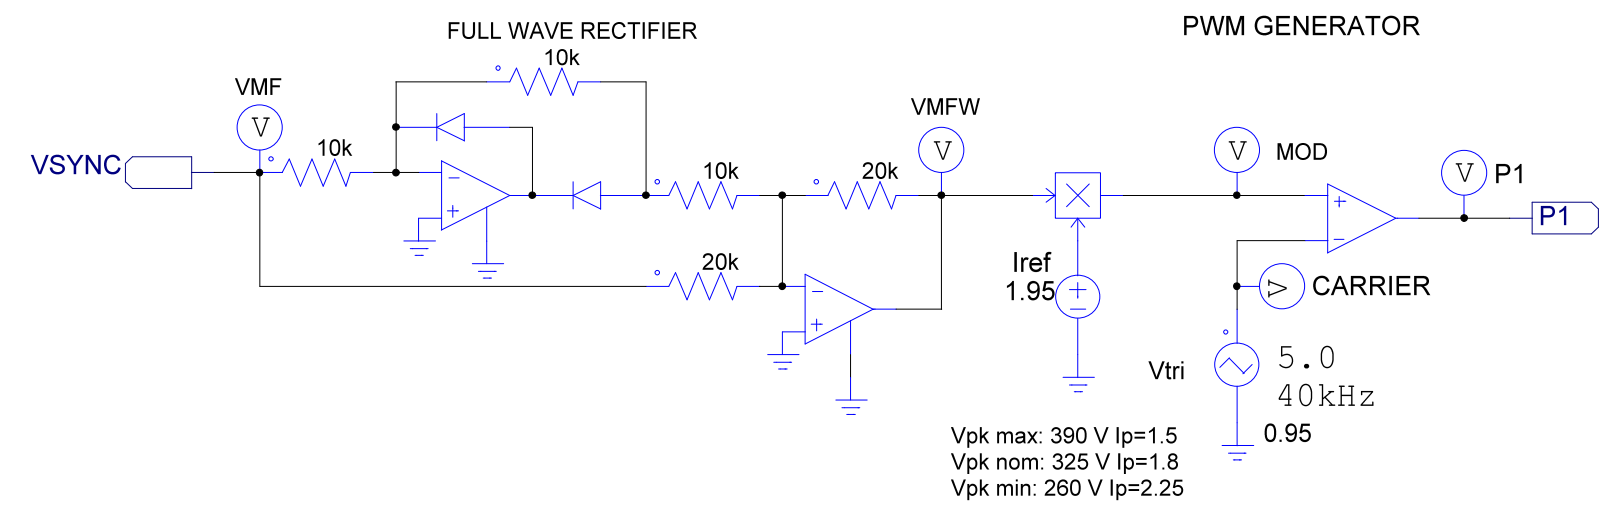 FULL WAVE RECTIFIER
PWM GENERATOR
10k
VMF
V
VMFW
V
VSYNC
10k
V
MOD
V
P1
10k
20k
P1
20k
Iref
1.95
V
CARRIER
Vtri
5.0
40kHz
0.95
Vpk max: 390 V Ip=1.5
Vpk nom: 325 V Ip=1.8
Vpk min: 260 V Ip=2.25